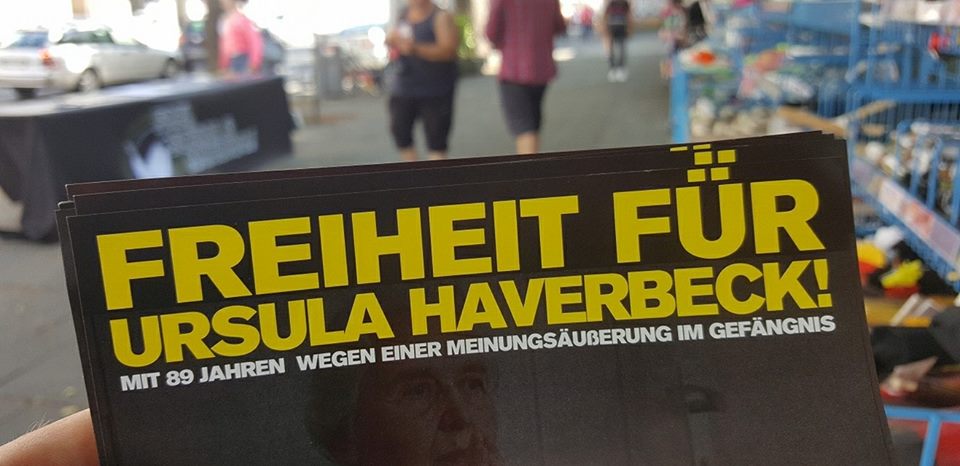 FREIHEIT FÜR
URSULA HAVERBECK!
MIT 89 JAHREN WEGEN EINER MEINUNGSÄUßERUNG IM GEFÄNGNIS